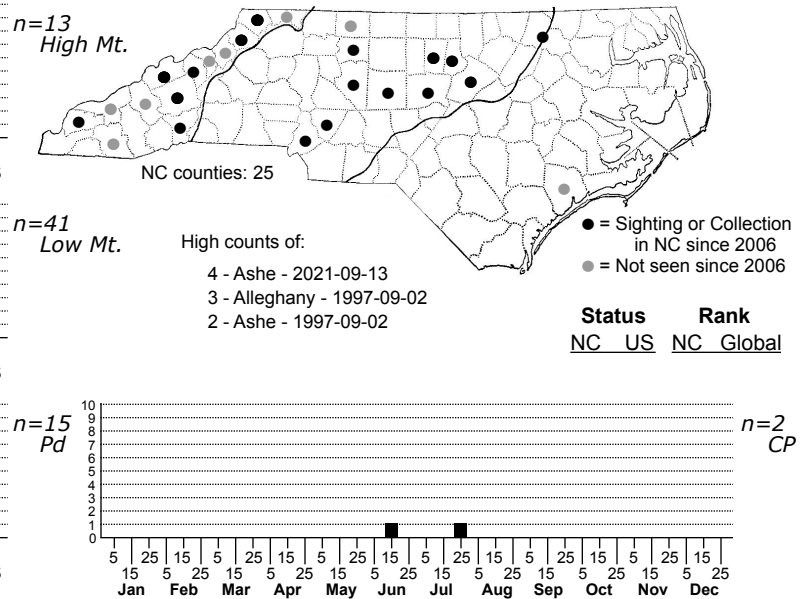 n=13
High Mt.
NC counties: 25
n=41
Low Mt.
High counts of:
4 - Ashe - 2021-09-13
3 - Alleghany - 1997-09-02
2 - Ashe - 1997-09-02
= Sighting or Collection
in NC since 2006
= Not seen since 2006
Status Rank
NC US NC Global
n=15
Pd
n=2
CP
10
9
8
7
6
5
4
3
2
1
0
5 25 15 5 25 15 5 25 15 5 25 15 5 25 15 5 25 15
15 5 25 15 5 25 15 5 25 15 5 25 15 5 25 15 5 25
Jan Feb Mar Apr May Jun Jul Aug Sep Oct Nov Dec